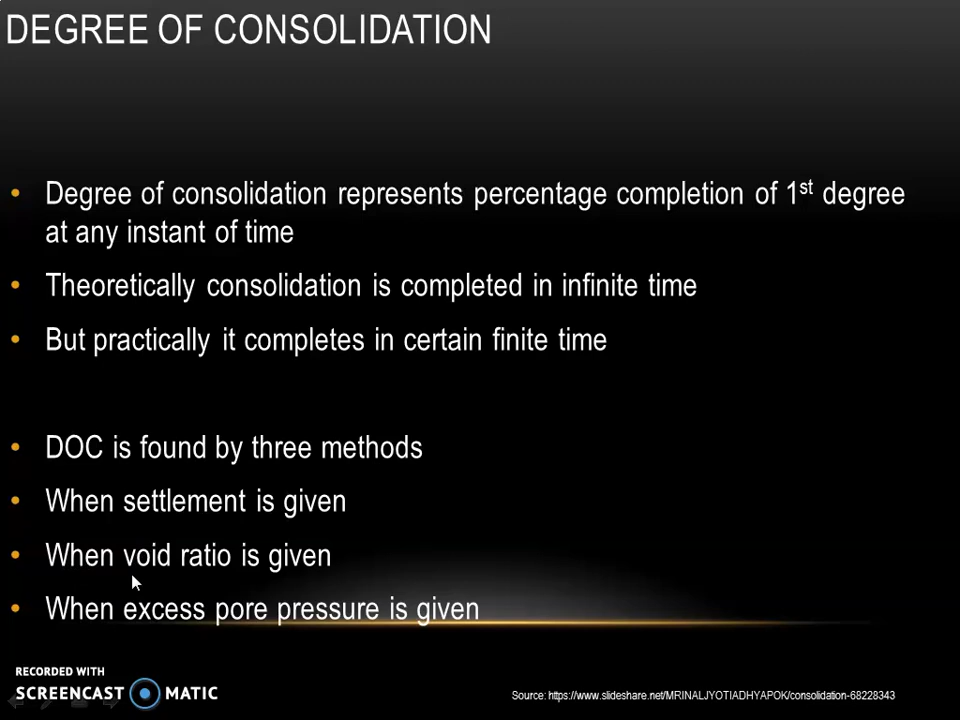 DEGREE OF CONSOLIDATION
• Degree of consolidation represents percentage completion of 1st degree
at any instant of time
• Theoretically consolidation is completed in infinite time
• But practically it completes in certain finite time
• DOC is found by three methods
• When settlement is given
• When void ratio is given
• When excess pore pressure is given
RECORDED WITH
SCREENCAST MATIC
Source: https://www.slideshare.net/MRINALJYOTIADHYAPOK/consolidation-68228343